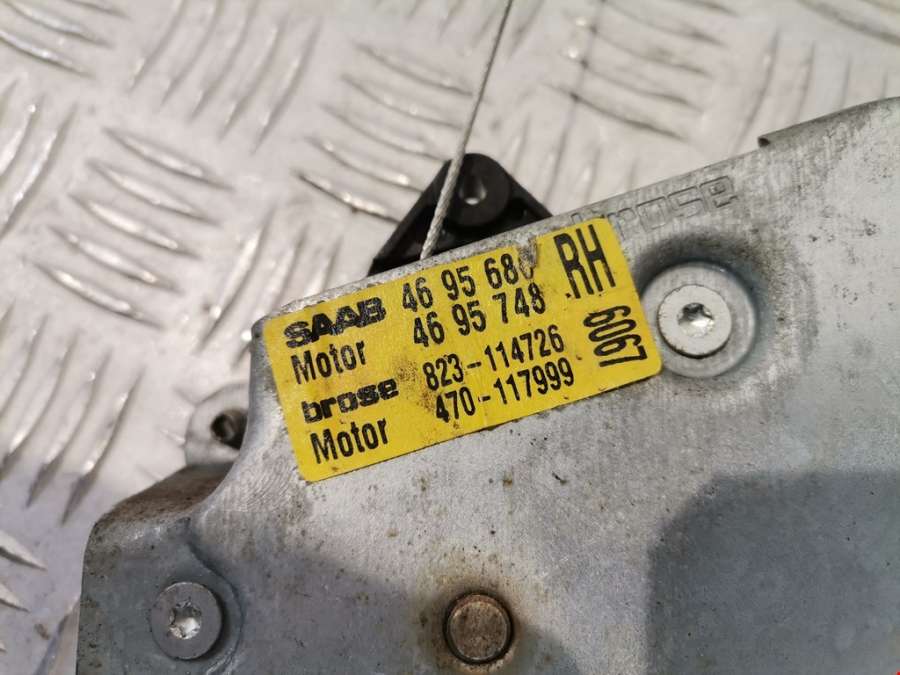 brose
SAAB 46 95 68
Motor 46 95 748 RH
brose 823-114726
Motor 470-117999
6067